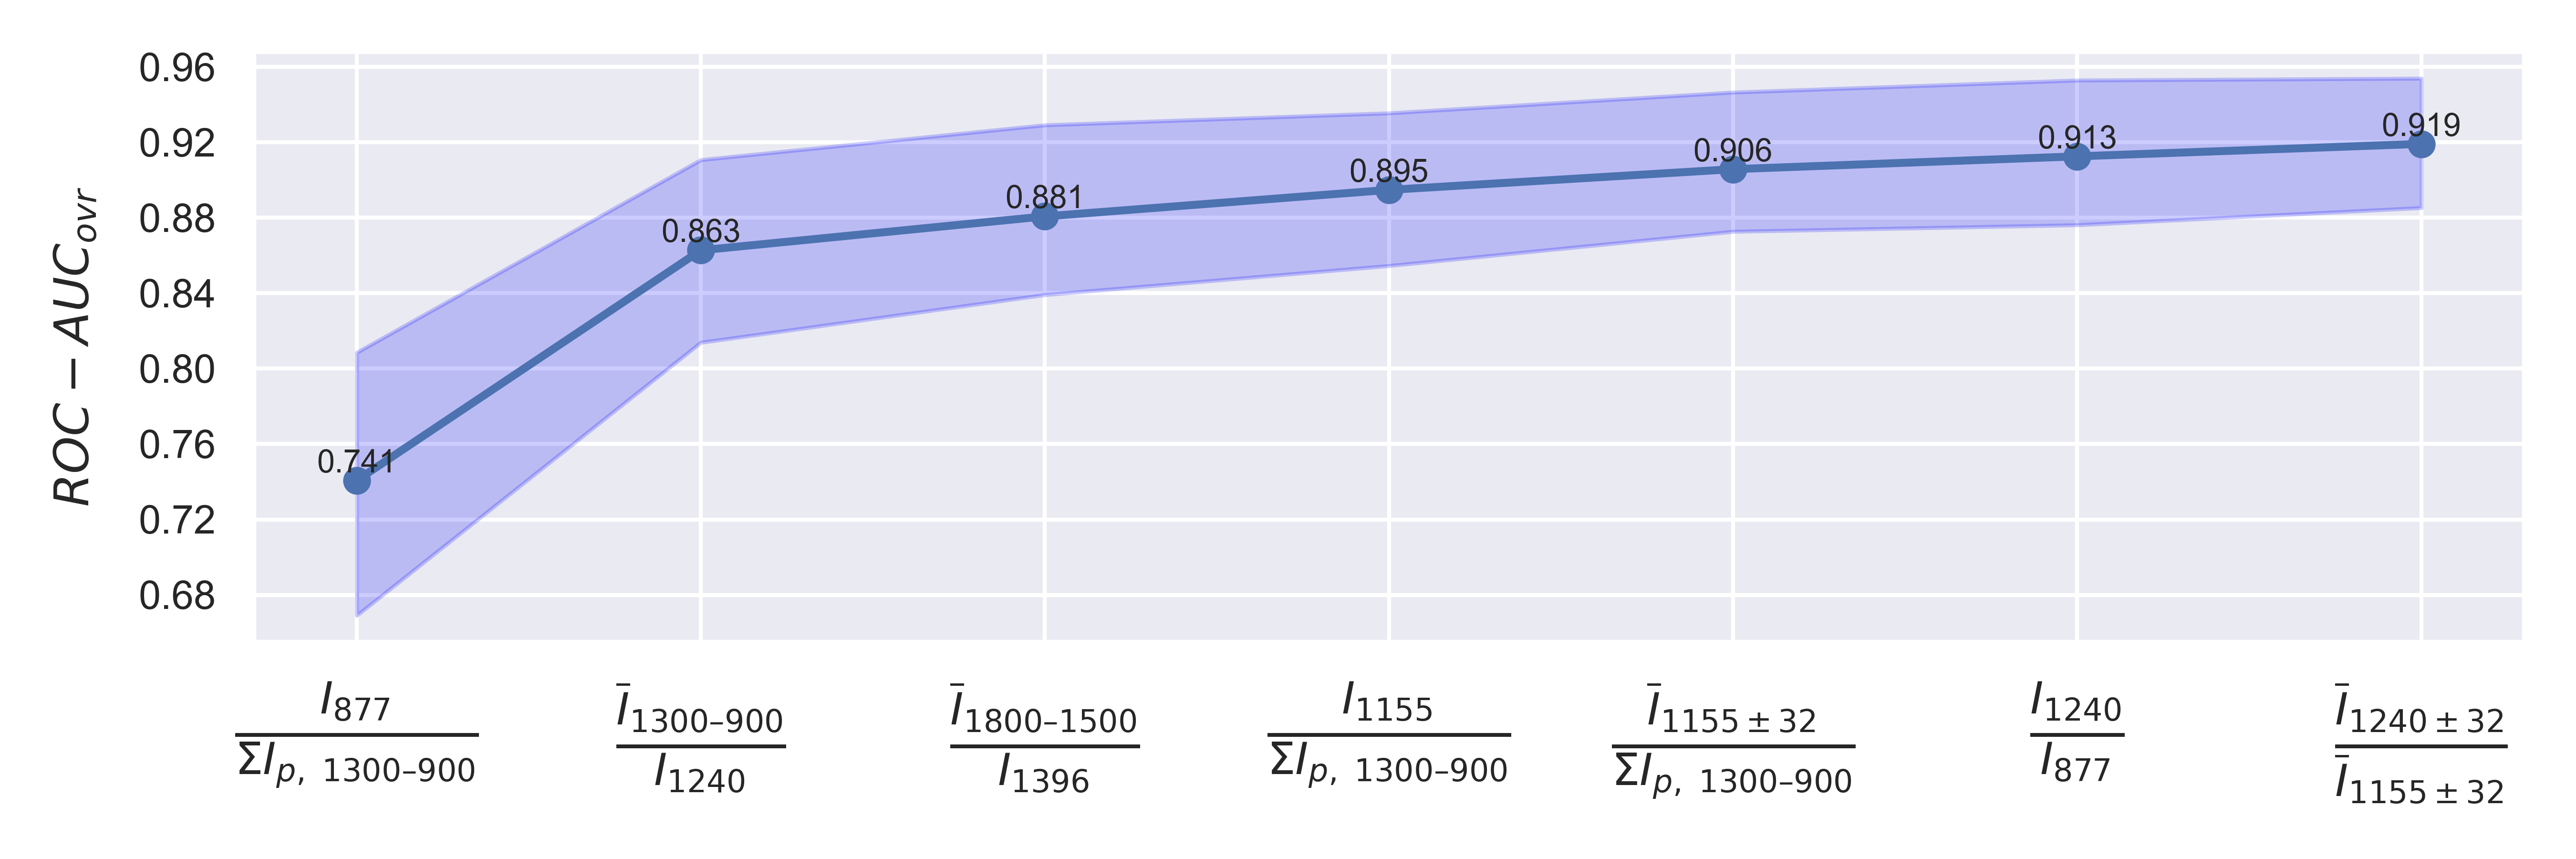 ROC − AUC_ovr
0.96
0.92
0.88
0.84
0.80
0.76
0.72
0.68
0.741
0.863
0.881
0.895
0.906
0.913
0.919
I_877
ΣI_p, 1300–900
Ī_1300–900
I_1240
Ī_1800–1500
I_1396
I_1155
ΣI_p, 1300–900
Ī_1155 ± 32
ΣI_p, 1300–900
I_1240
I_877
Ī_1240 ± 32
Ī_1155 ± 32